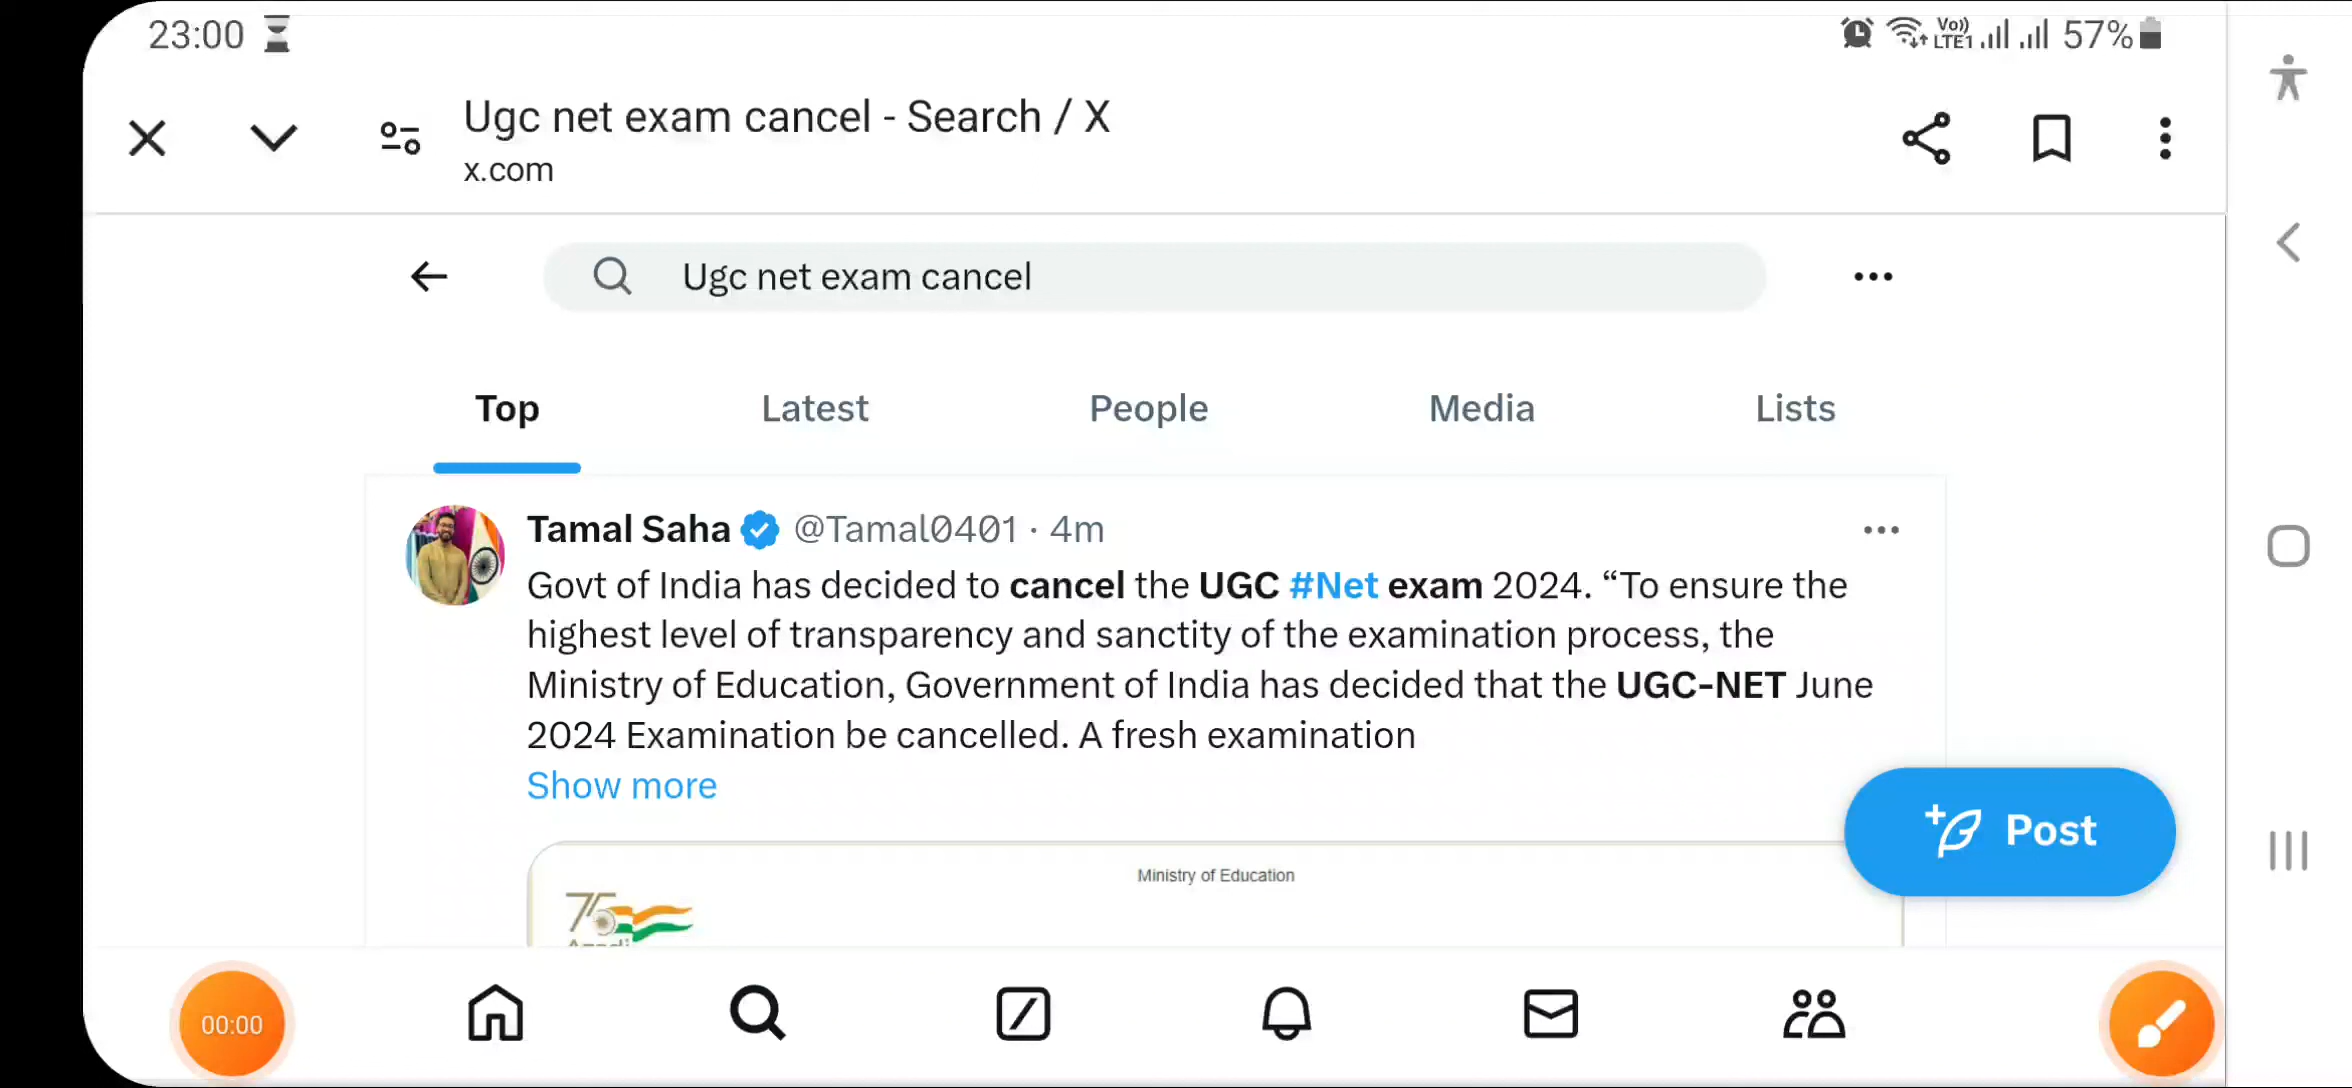 23:00
Vo))
LTE1
57%
Ugc net exam cancel - Search / X
x.com
Ugc net exam cancel
Top
Latest
People
Media
Lists
Tamal Saha @Tamal0401 · 4m
Govt of India has decided to cancel the UGC #Net exam 2024. “To ensure the
highest level of transparency and sanctity of the examination process, the
Ministry of Education, Government of India has decided that the UGC-NET June
2024 Examination be cancelled. A fresh examination
Show more
Post
Ministry of Education
75
00:00